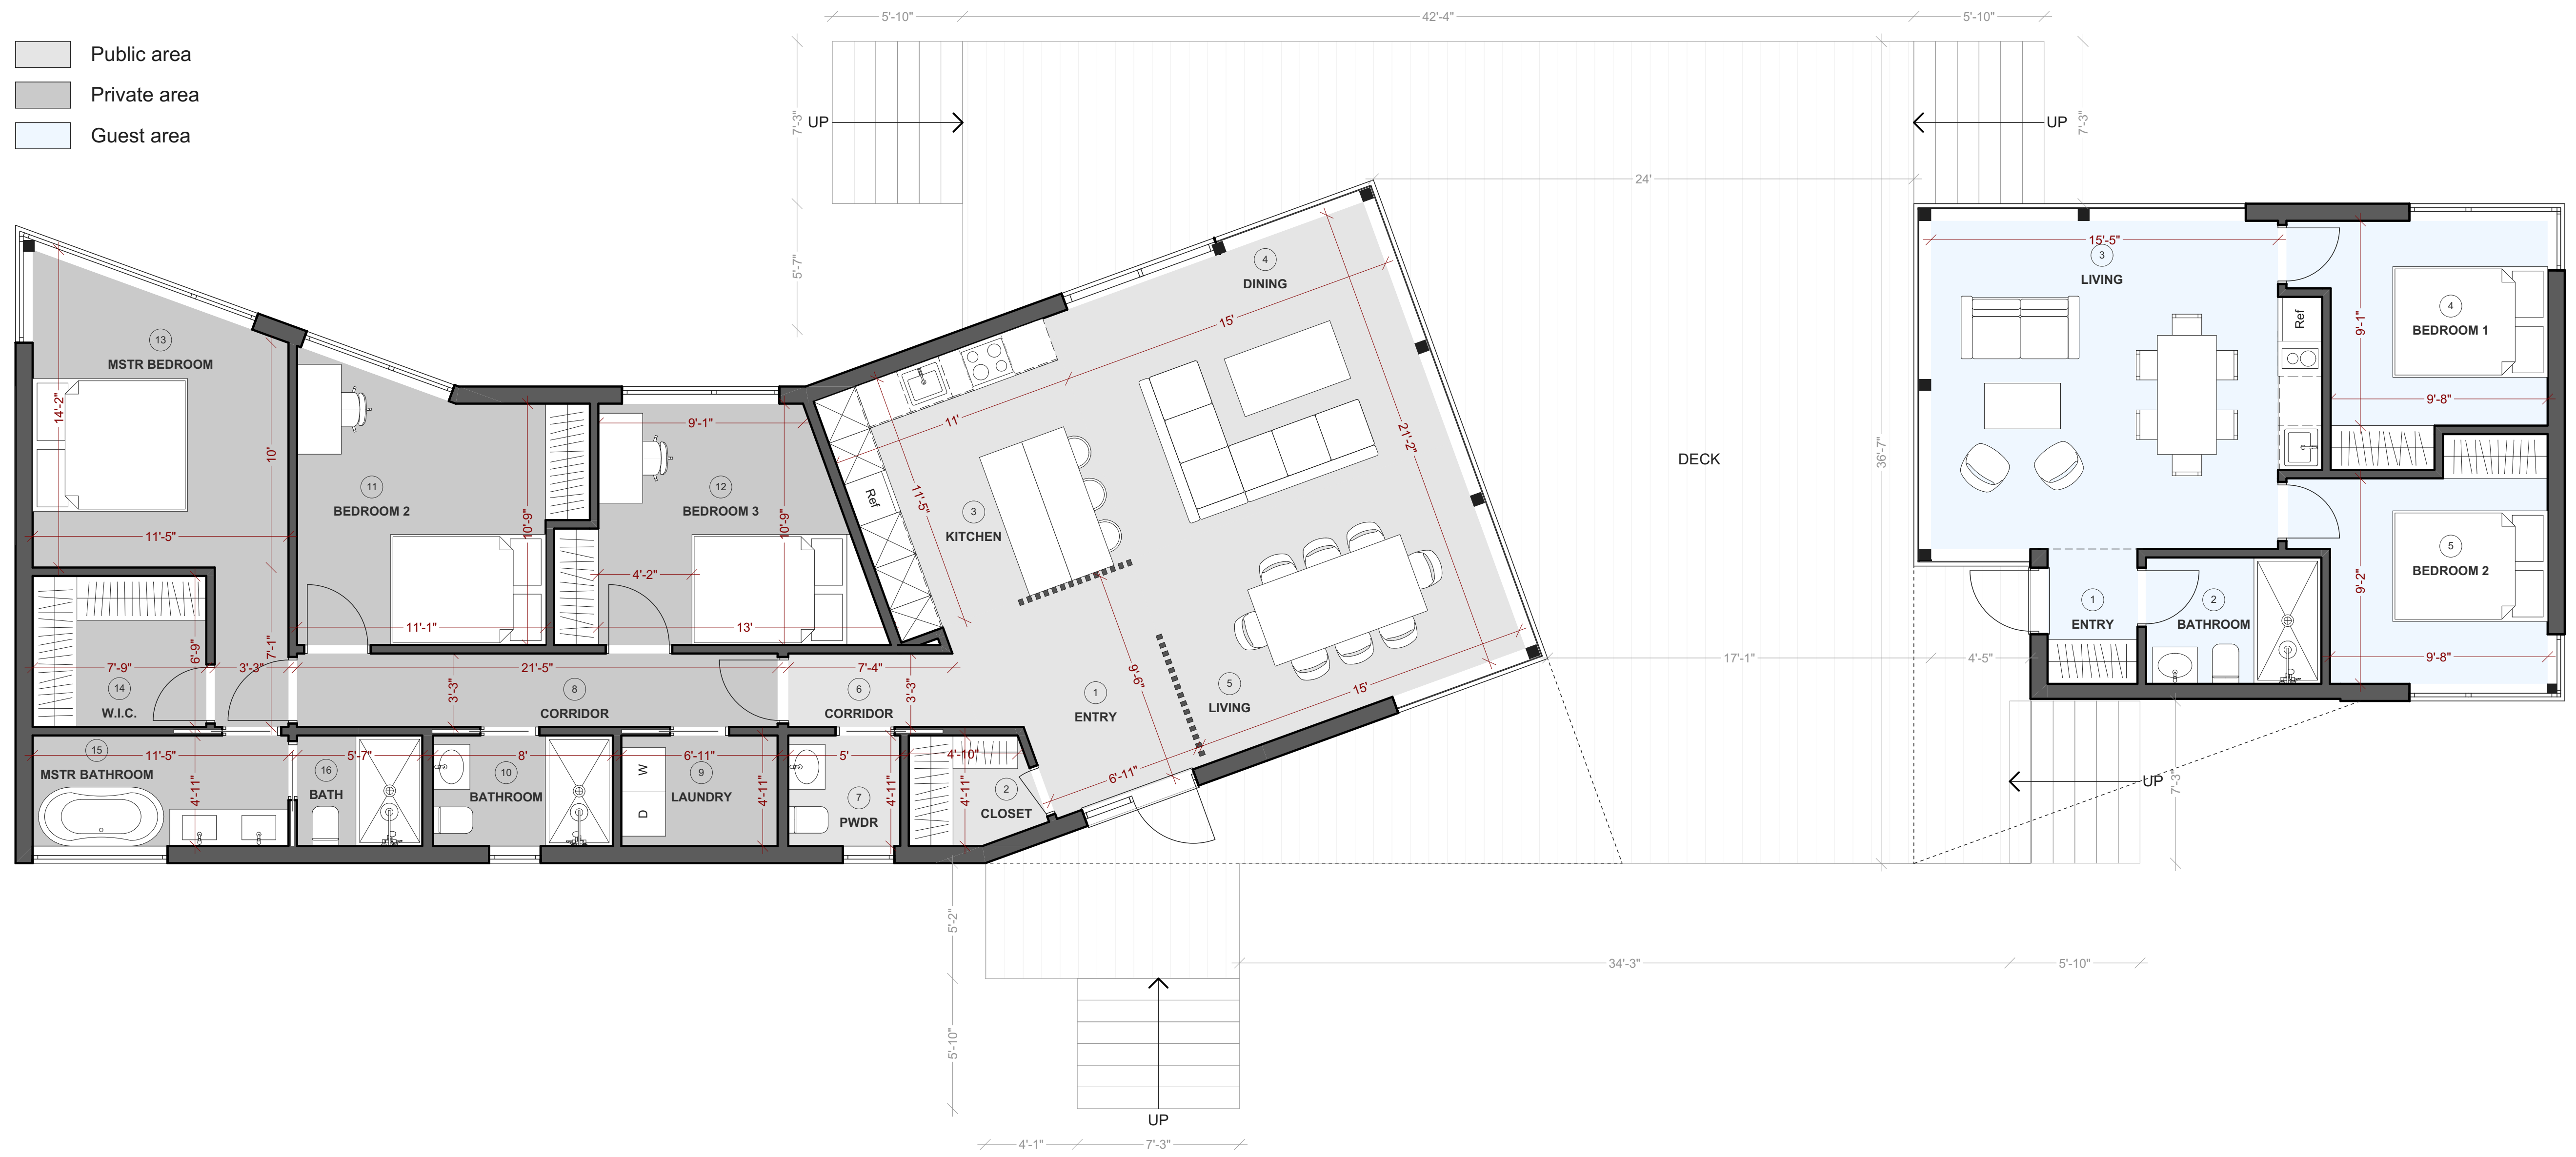 5'-10"
42'-4"
5'-10"
Public area
Private area
Guest area
7'-3"
UP
UP
7'-3"
5'-7"
24'
36'-7"
DECK
17'-1"
4'-5"
13
MSTR BEDROOM
14'-2"
10'
11'-5"
11
BEDROOM 2
10'-9"
11'-1"
9'-1"
12
BEDROOM 3
10'-9"
4'-2"
13'
4
DINING
15'
11'
Ref
11'-5"
3
KITCHEN
21'-2"
9'-6"
1
ENTRY
5
LIVING
15'
6'-11"
6'-9"
7'-1"
7'-9"
3'-3"
21'-5"
7'-4"
14
W.I.C.
3'-3"
8
CORRIDOR
6
CORRIDOR
3'-3"
15
MSTR BATHROOM
11'-5"
4'-11"
5'-7"
16
BATH
8'
10
BATHROOM
6'-11"
W
D
9
LAUNDRY
4'-11"
5'
7
PWDR
4'-11"
4'-10"
4'-11"
2
CLOSET
15'-5"
3
LIVING
Ref
9'-1"
4
BEDROOM 1
9'-8"
5
BEDROOM 2
9'-2"
9'-8"
1
ENTRY
2
BATHROOM
UP
7'-3"
5'-2"
34'-3"
5'-10"
5'-10"
UP
4'-1"
7'-3"